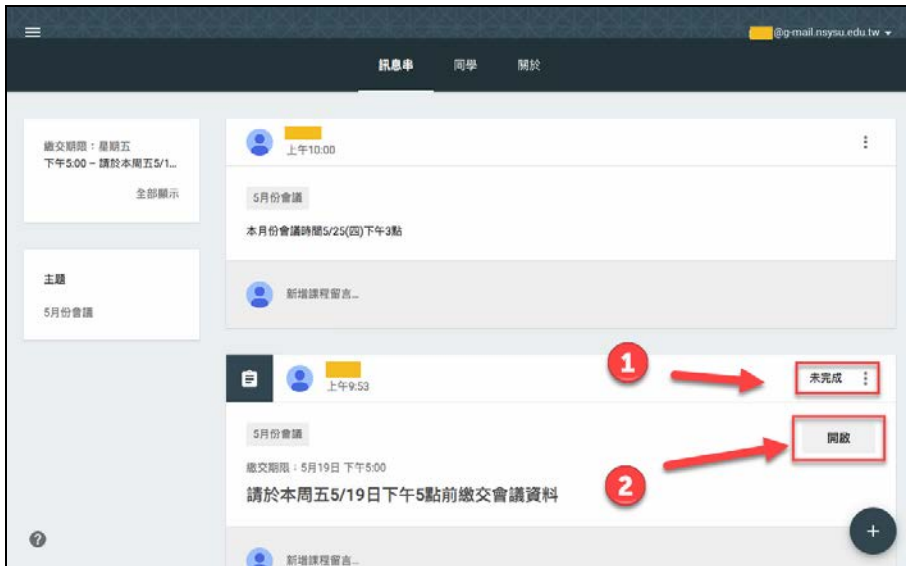 @g-mail.nsysu.edu.tw
訊息串 同學 關於
繳交期限：星期五
下午5:00 – 請於本周五5/1...
全部顯示
主題
5月份會議
上午10:00
5月份會議
本月份會議時間5/25(四)下午3點
新增課程留言...
1
上午9:53
未完成
5月份會議
開啟
繳交期限：5月19日 下午5:00
請於本周五5/19日下午5點前繳交會議資料
2
新增課程留言...